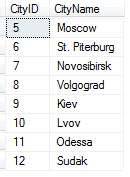 CityID CityName
5 Moscow
6 St. Piterburg
7 Novosibirsk
8 Volgograd
9 Kiev
10 Lvov
11 Odessa
12 Sudak